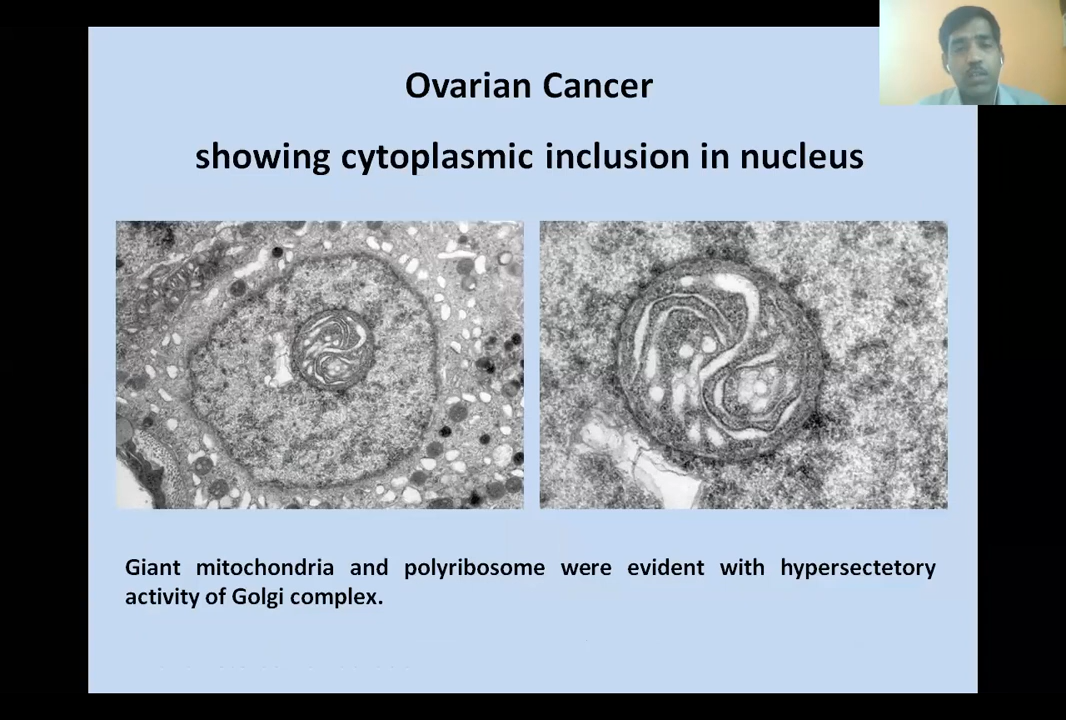 Ovarian Cancer
showing cytoplasmic inclusion in nucleus
Giant mitochondria and polyribosome were evident with hypersectetory
activity of Golgi complex.